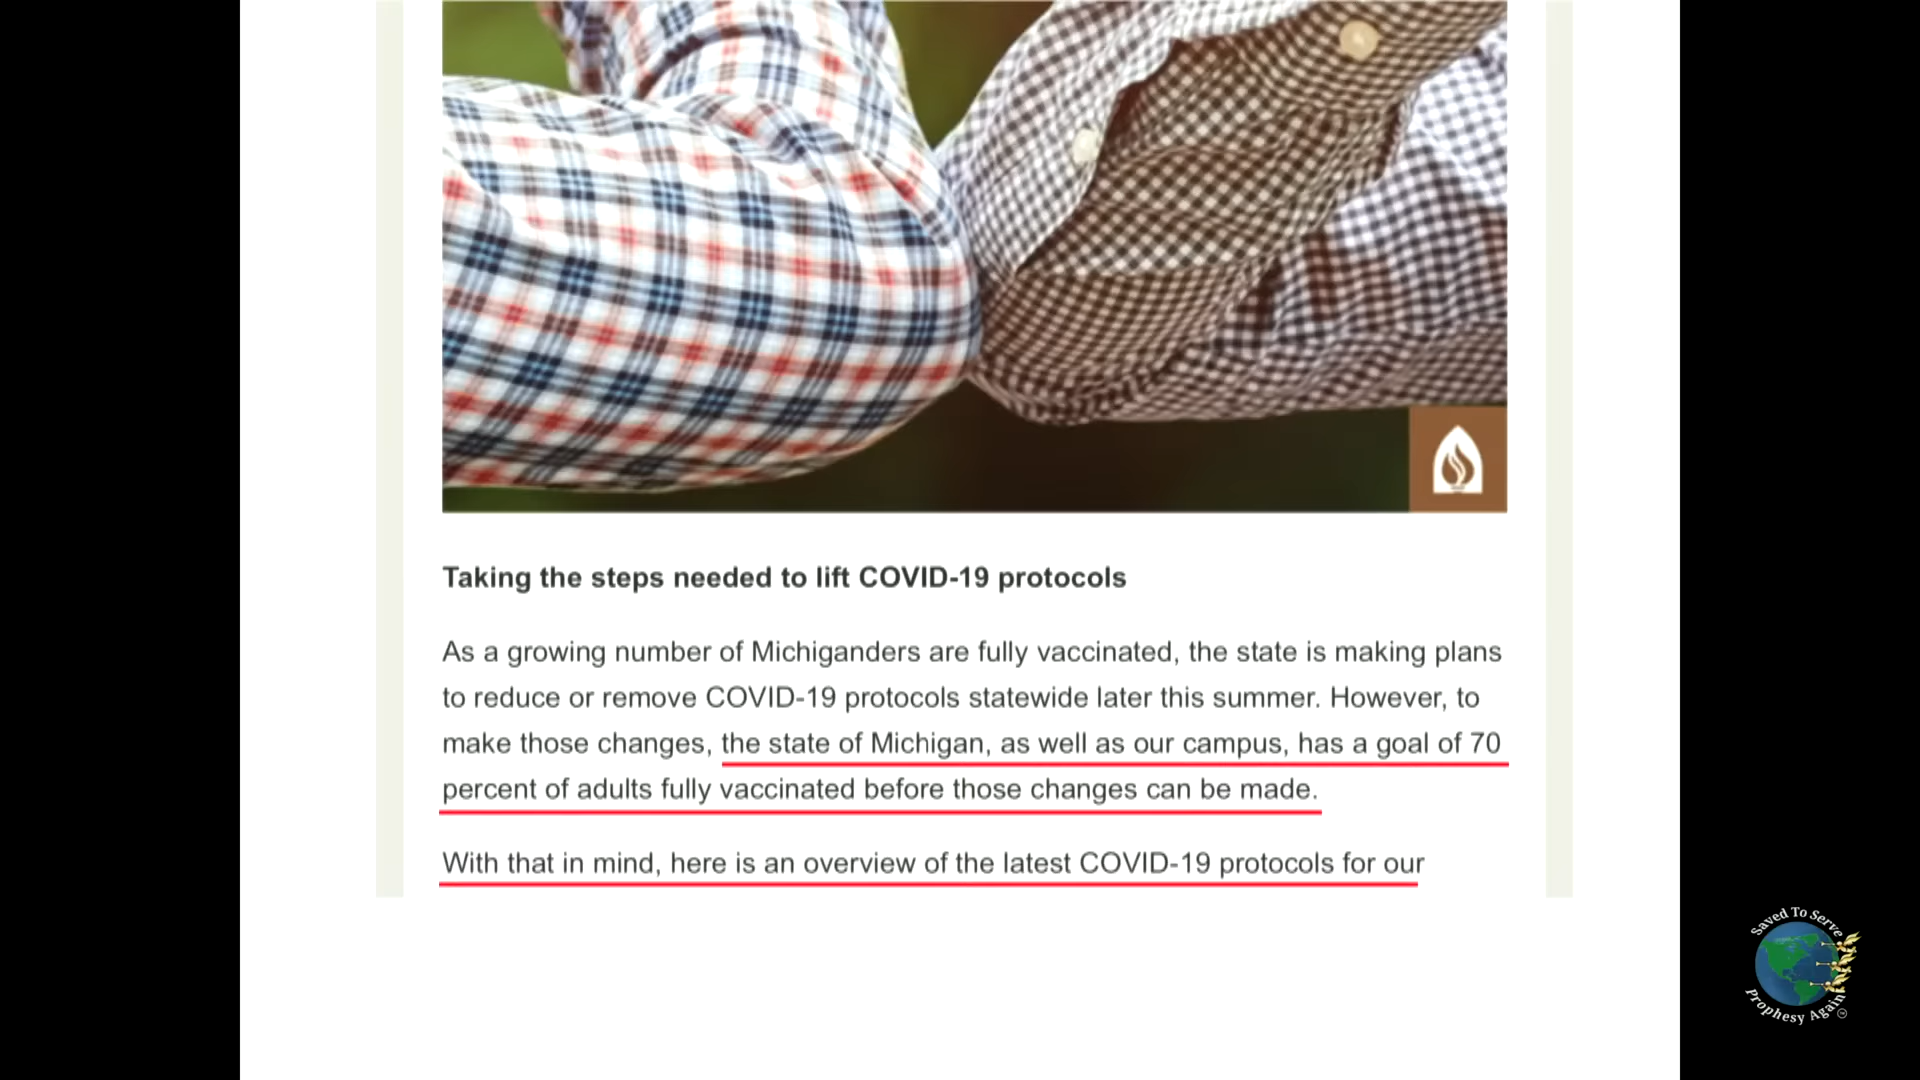 Taking the steps needed to lift COVID-19 protocols
As a growing number of Michiganders are fully vaccinated, the state is making plans
to reduce or remove COVID-19 protocols statewide later this summer. However, to
make those changes, the state of Michigan, as well as our campus, has a goal of 70
percent of adults fully vaccinated before those changes can be made.
With that in mind, here is an overview of the latest COVID-19 protocols for our
Saved To Serve
Prophesy Again